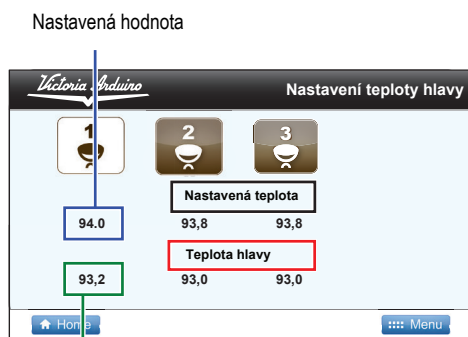 Nastavená hodnota
Victoria Arduino
Nastavení teploty hlavy
1 2 3
Nastavená teplota
94.0 93,8 93,8
Teplota hlavy
93,2 93,0 93,0
Home Menu